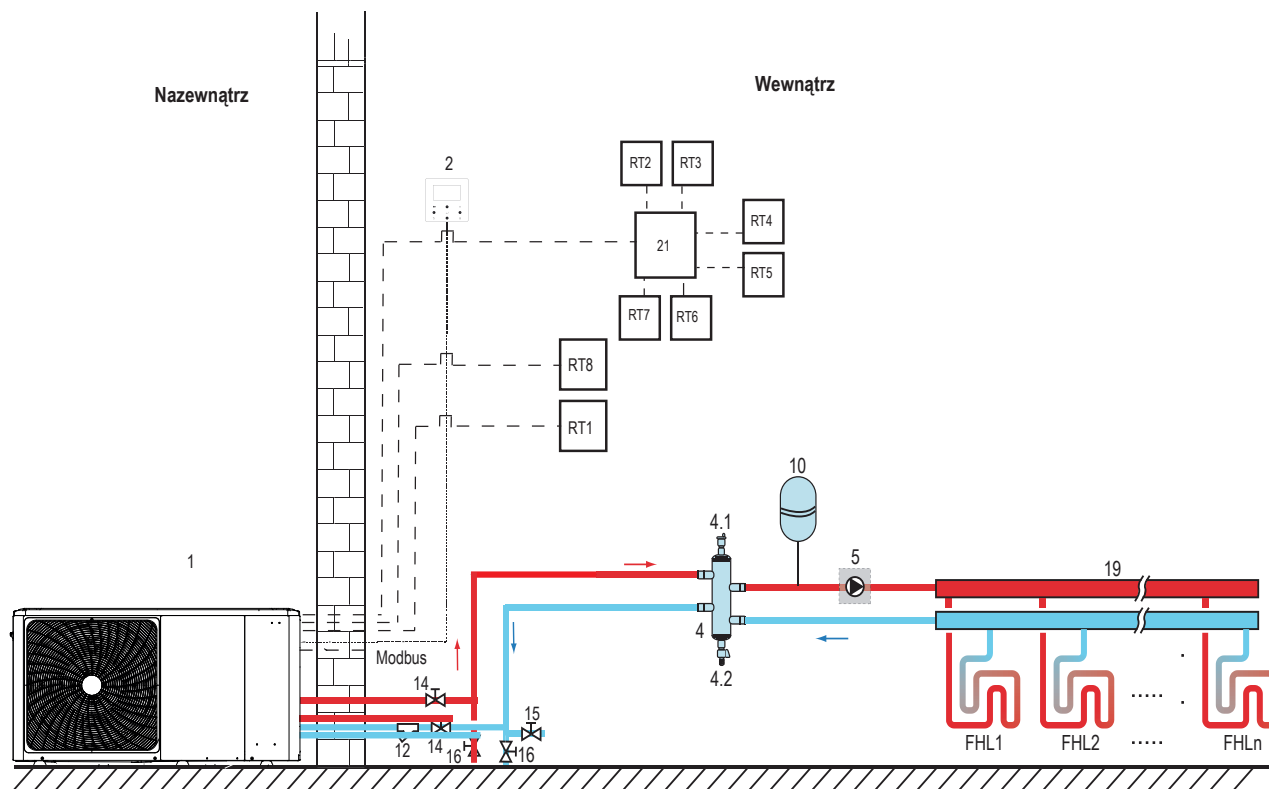 Nazewnątrz
Wewnątrz
2
RT2
RT3
RT4
21
RT5
RT7
RT6
RT8
RT1
10
4.1
1
5
19
4
4.2
Modbus
14
15
12
14
16
16
FHL1
FHL2
.....
.....
FHLn